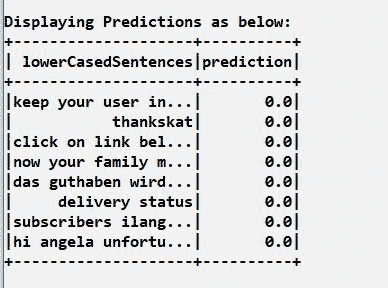 Displaying Predictions as below:
+--------------------+----------+
| lowerCasedSentences|prediction|
+--------------------+----------+
|keep your user in...|       0.0|
|            thankskat|       0.0|
|click on link bel...|       0.0|
|now your family m...|       0.0|
|das guthaben wird...|       0.0|
|     delivery status|       0.0|
|subscribers ilang...|       0.0|
|hi angela unfortu...|       0.0|
+--------------------+----------+